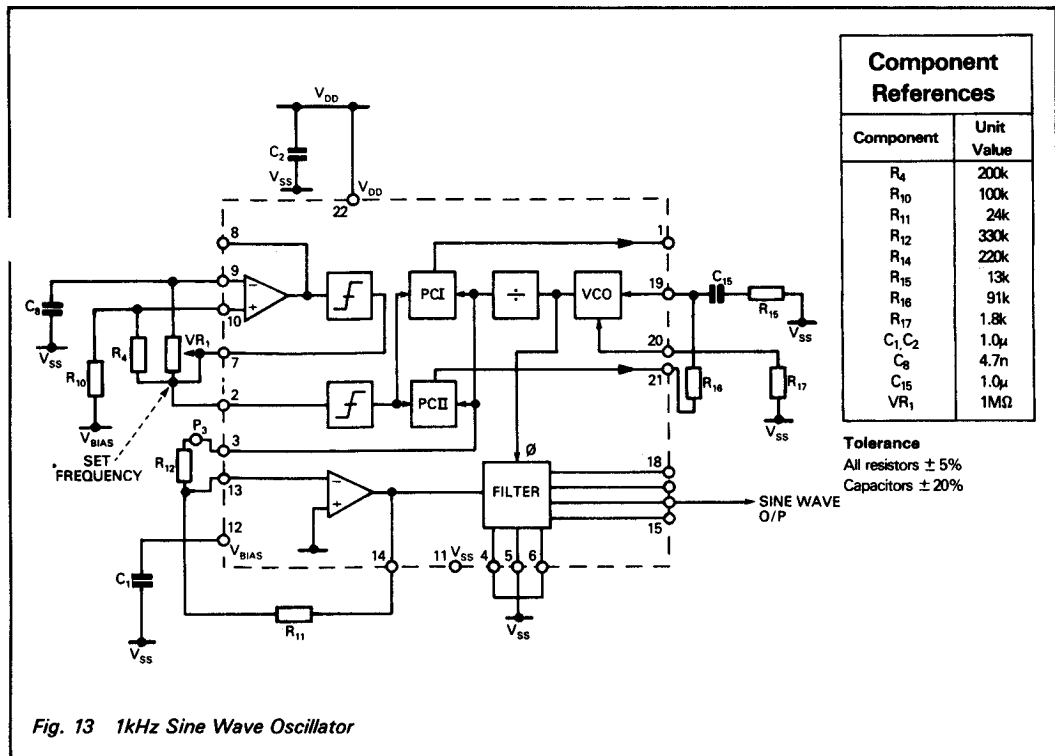 Component
References
Component Unit Value
R4 200k
R10 100k
R11 24k
R12 330k
R14 220k
R15 13k
R16 91k
R17 1.8k
C1,C2 1.0µ
C8 4.7n
C15 1.0µ
VR1 1MΩ
Tolerance
All resistors ± 5%
Capacitors ± 20%
VDD
C2
VSS
VDD
22
8
1
9
PCI
÷
VCO
19
C15
R15
VSS
C8
VSS
10
R4
VR1
7
20
R10
21
R16
R17
VSS
2
PCII
VBIAS
SET
FREQUENCY
P3
3
R12
13
Ø
FILTER
18
SINE WAVE
O/P
15
12
VBIAS
14
11
VSS
4
5
6
C1
VSS
R11
VSS
Fig. 13 1kHz Sine Wave Oscillator